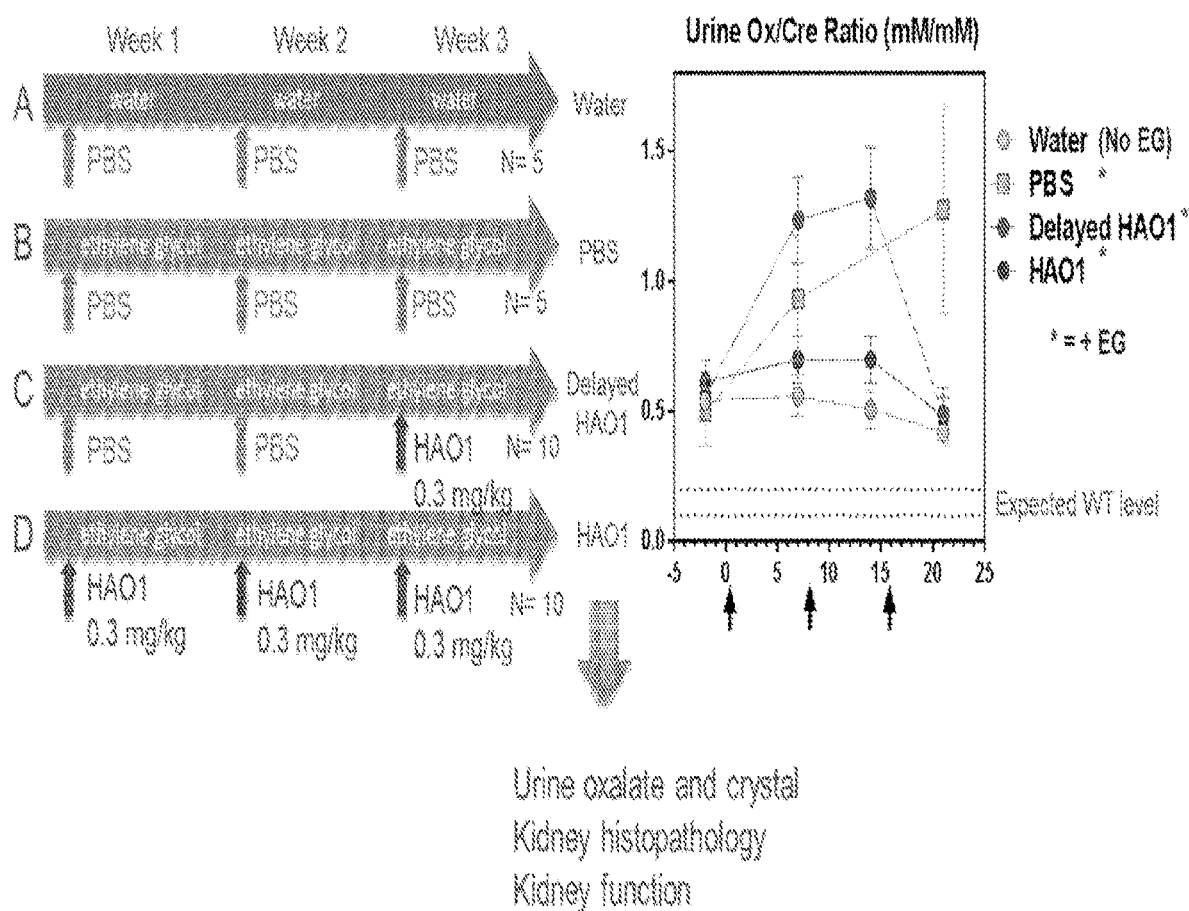 Week 1 Week 2 Week 3
A water water water Water
PBS PBS PBS N= 5
B ethylene glycol ethylene glycol ethylene glycol PBS
PBS PBS PBS N= 5
C ethylene glycol ethylene glycol ethylene glycol Delayed
HAO1
PBS PBS HAO1 N= 10
0.3 mg/kg
D ethylene glycol ethylene glycol ethylene glycol HAO1
HAO1 HAO1 HAO1 N= 10
0.3 mg/kg 0.3 mg/kg 0.3 mg/kg
Urine Ox/Cre Ratio (mM/mM)
1.5
1.0
0.5
0.0
-5 0 5 10 15 20 25
Water (No EG)
PBS *
Delayed HAO1 *
HAO1 *
* = + EG
Expected WT level
Urine oxalate and crystal
Kidney histopathology
Kidney function